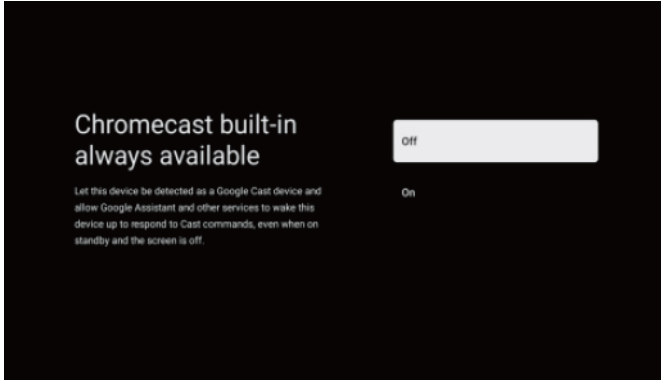 Chromecast built-in
always available
Let this device be detected as a Google Cast device and
allow Google Assistant and other services to wake this
device up to respond to Cast commands, even when on
standby and the screen is off.
Off
On